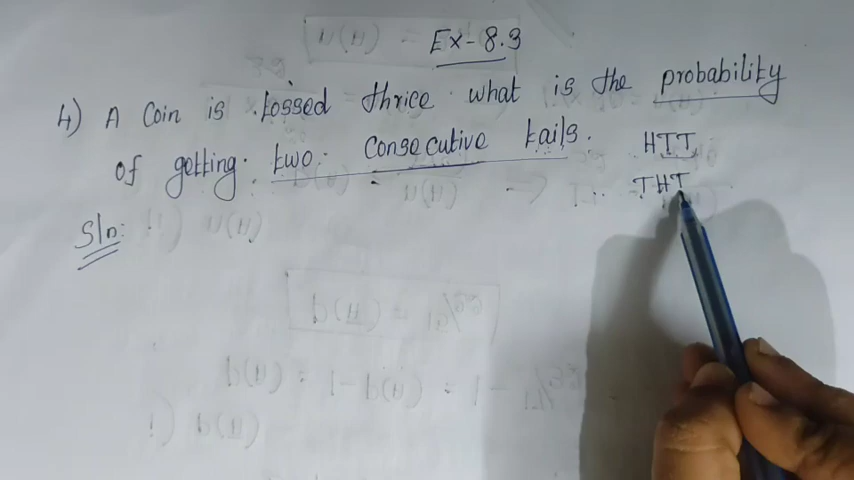 Ex-8.3
4) A Coin is tossed thrice what is the probability
of getting two consecutive tails. HTT
THT
Sln: